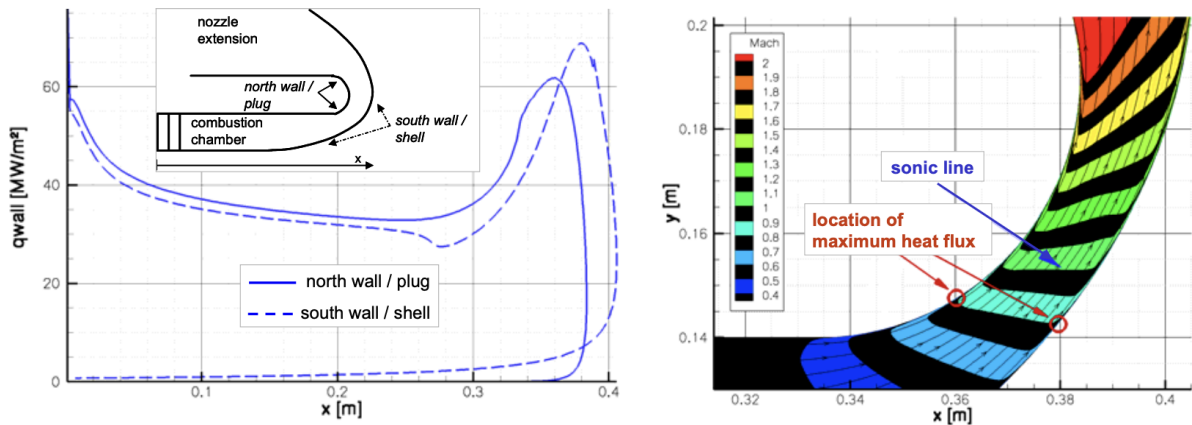 qwall [MW/m²]
60
40
20
0
0.1
0.2
0.3
0.4
x [m]
nozzle
extension
north wall /
plug
combustion
chamber
south wall /
shell
x
north wall / plug
south wall / shell
y [m]
0.2
0.18
0.16
0.14
0.32
0.34
0.36
0.38
0.4
x [m]
Mach
2
1.9
1.8
1.7
1.6
1.5
1.4
1.3
1.2
1.1
1
0.9
0.8
0.7
0.6
0.5
0.4
sonic line
location of
maximum heat flux